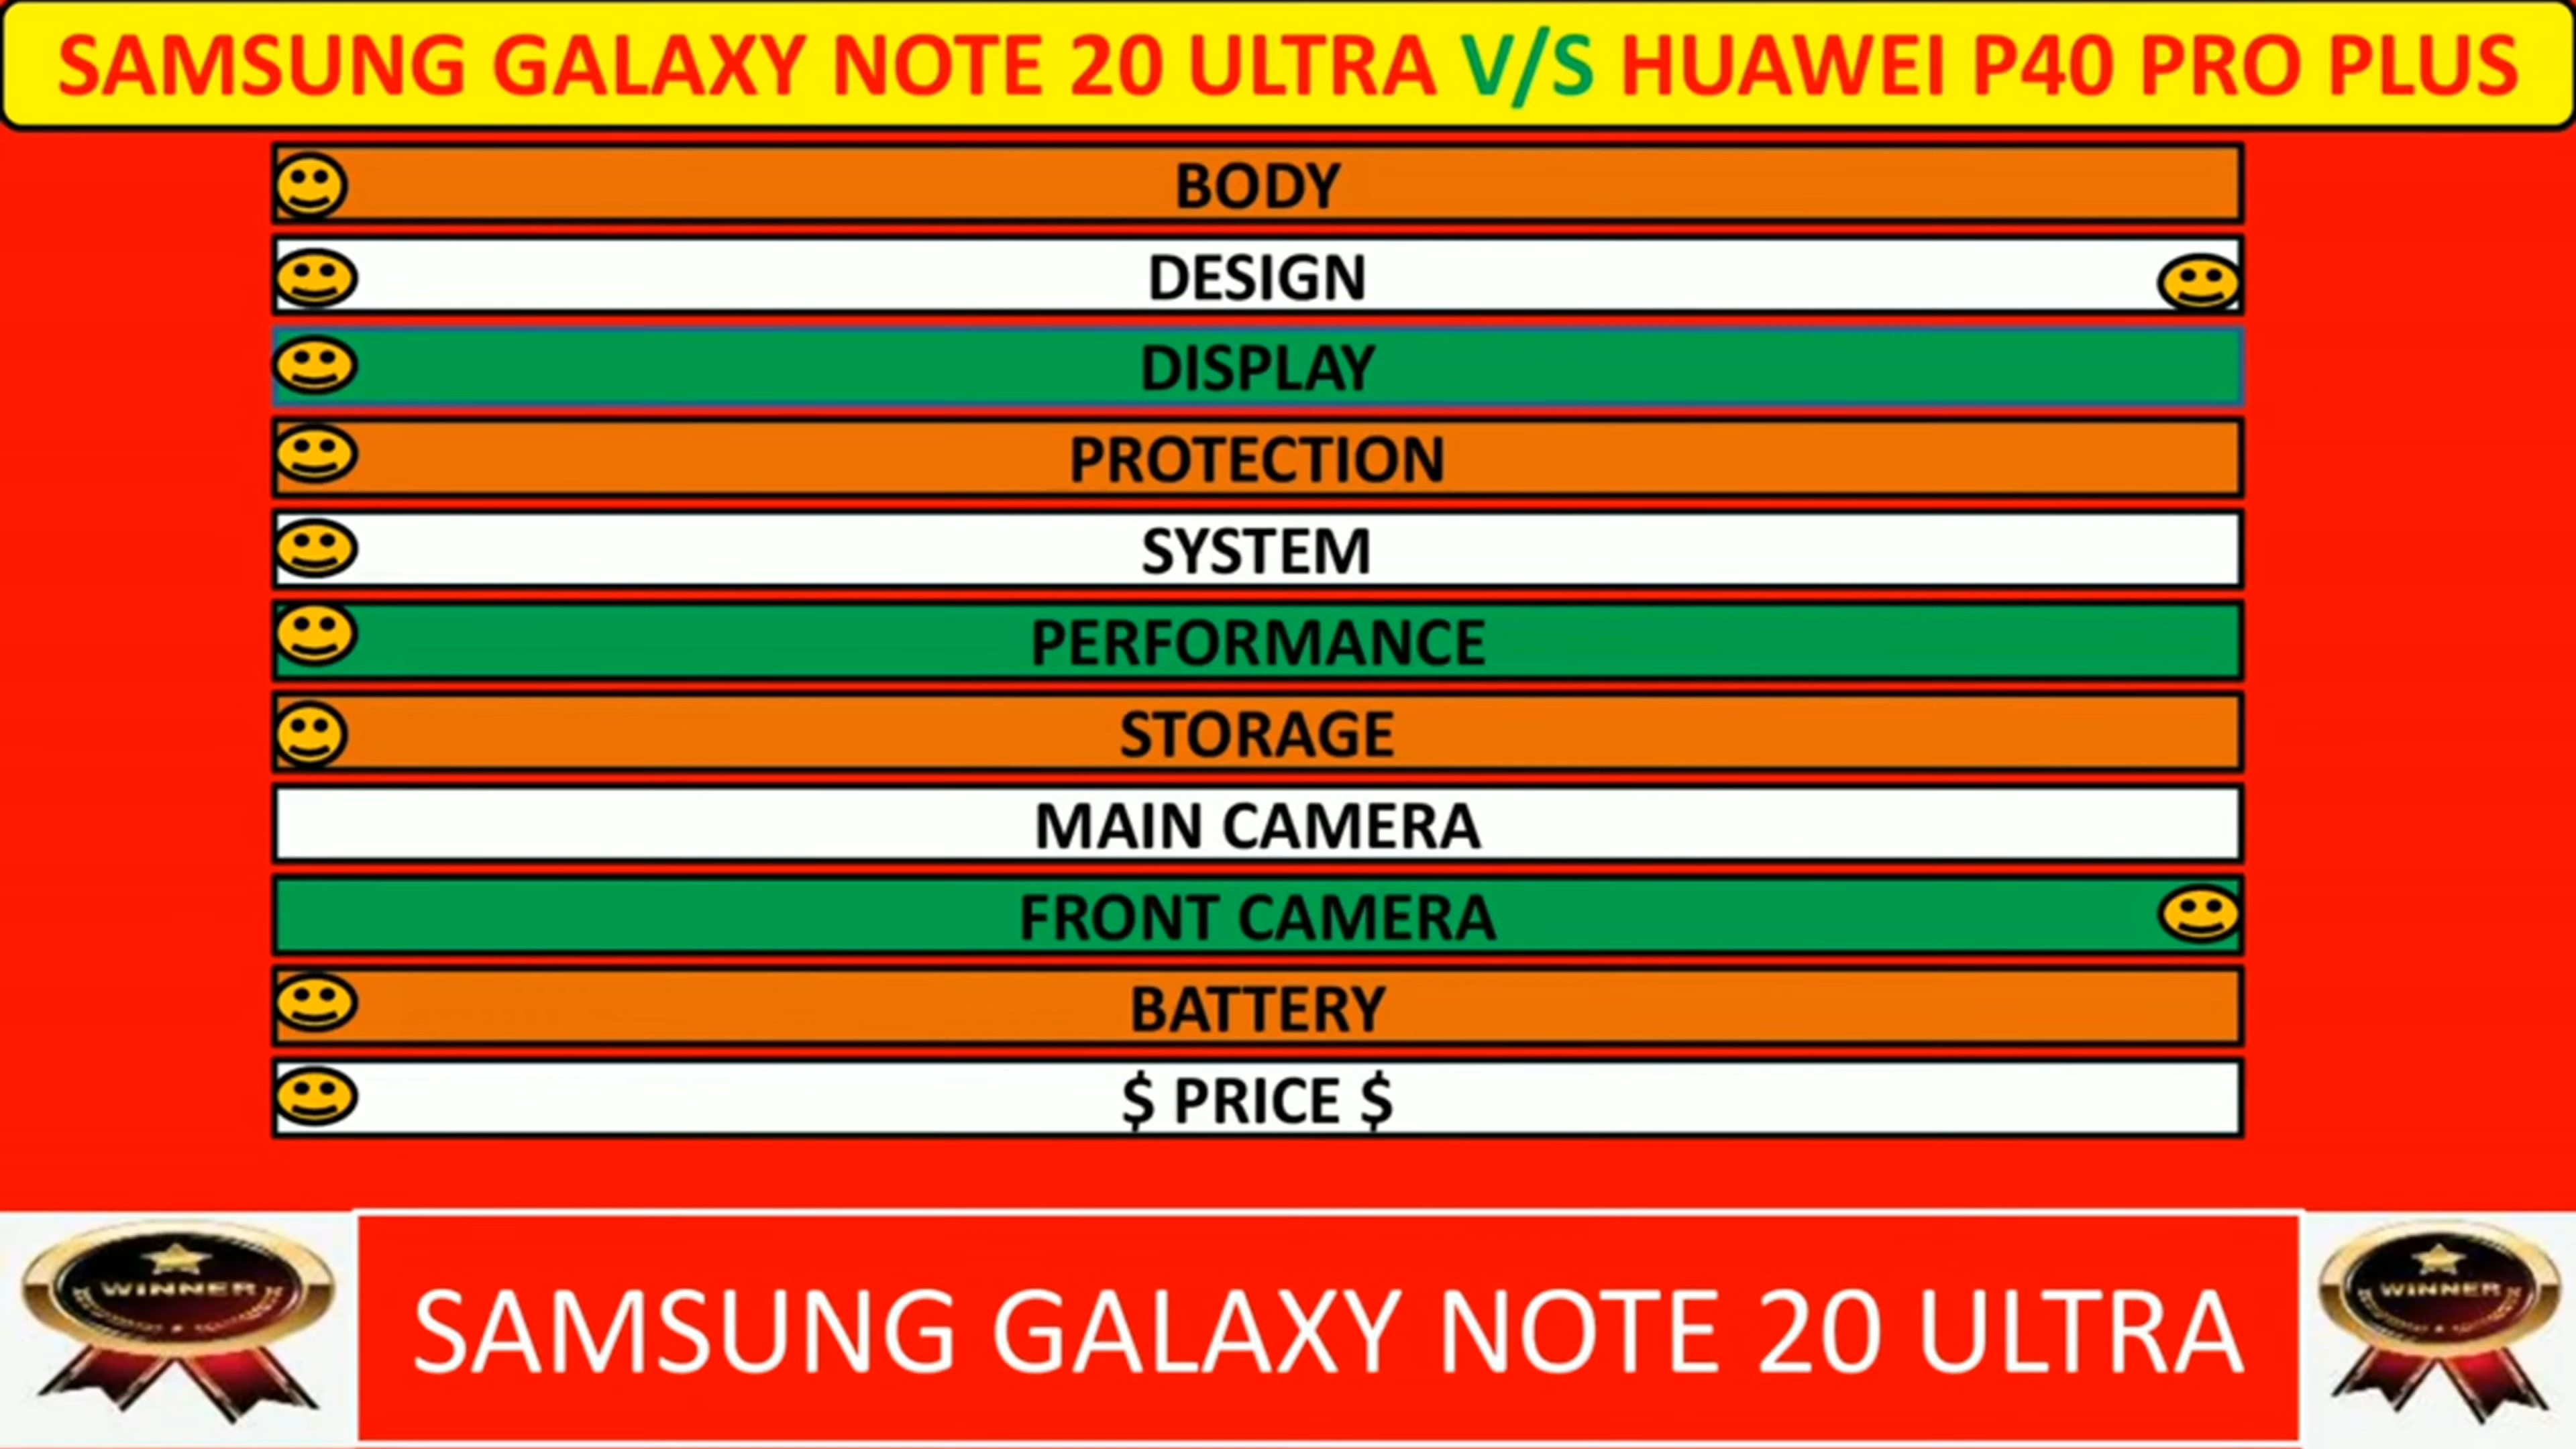 SAMSUNG GALAXY NOTE 20 ULTRA V/S HUAWEI P40 PRO PLUS
BODY
DESIGN
DISPLAY
PROTECTION
SYSTEM
PERFORMANCE
STORAGE
MAIN CAMERA
FRONT CAMERA
BATTERY
$ PRICE $
WINNER
SAMSUNG GALAXY NOTE 20 ULTRA
WINNER